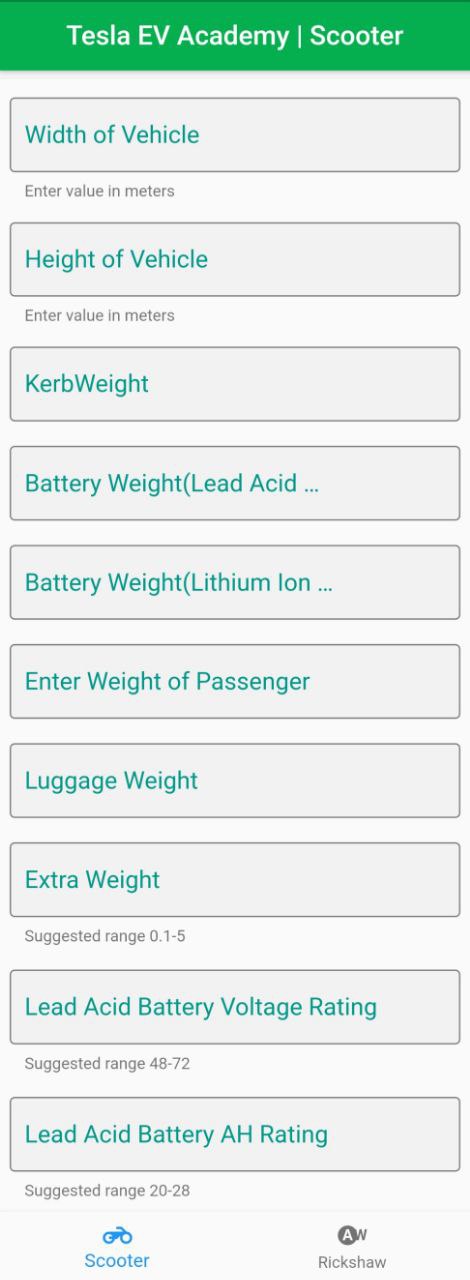 Tesla EV Academy | Scooter
Width of Vehicle
Enter value in meters
Height of Vehicle
Enter value in meters
KerbWeight
Battery Weight(Lead Acid ...
Battery Weight(Lithium Ion ...
Enter Weight of Passenger
Luggage Weight
Extra Weight
Suggested range 0.1-5
Lead Acid Battery Voltage Rating
Suggested range 48-72
Lead Acid Battery AH Rating
Suggested range 20-28
AW
Scooter
Rickshaw